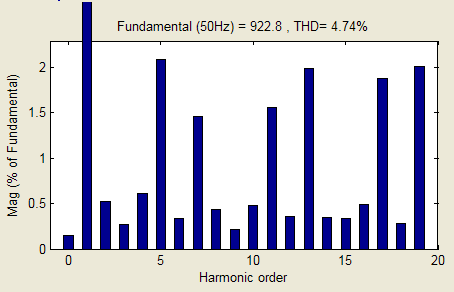 Fundamental (50Hz) = 922.8 , THD= 4.74%
Mag (% of Fundamental)
2
1.5
1
0.5
0
0 5 10 15 20
Harmonic order